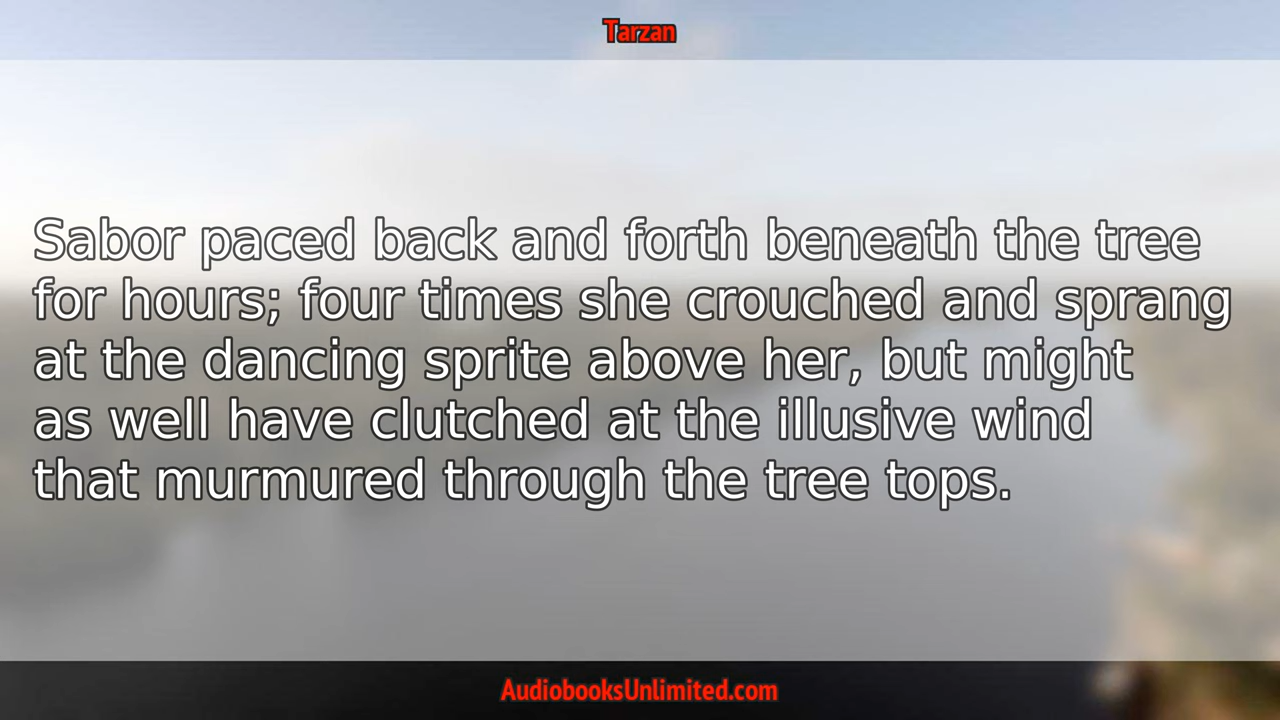 Tarzan
Sabor paced back and forth beneath the tree
for hours; four times she crouched and sprang
at the dancing sprite above her, but might
as well have clutched at the illusive wind
that murmured through the tree tops.
AudiobooksUnlimited.com